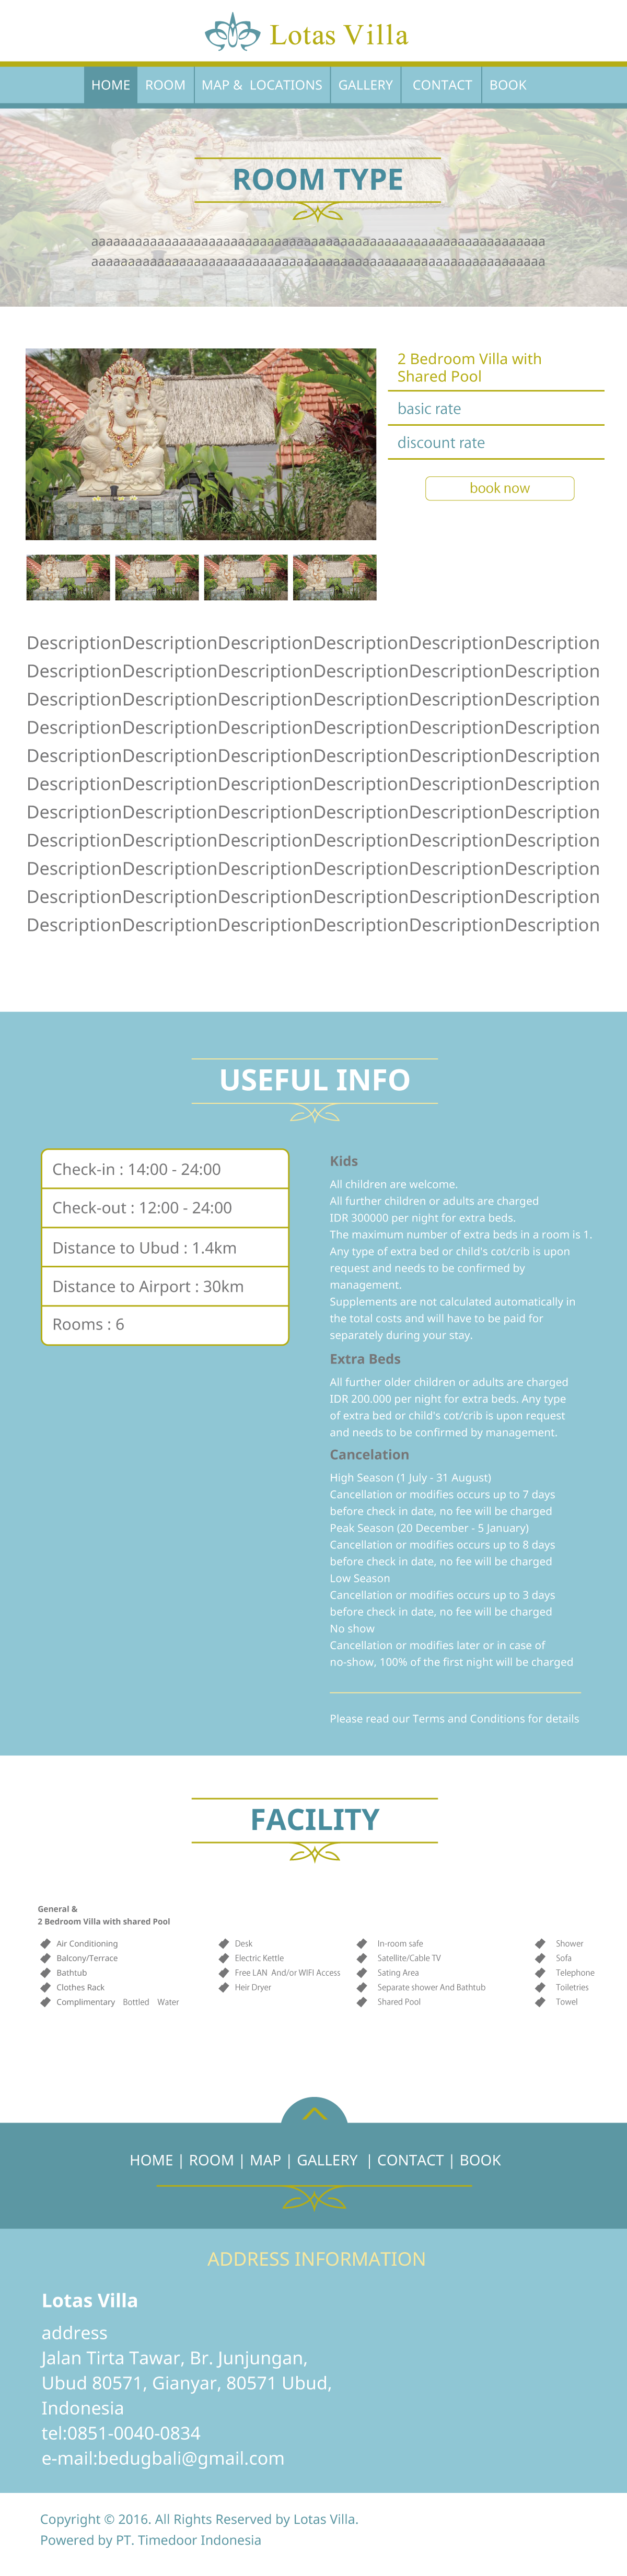 Lotas Villa
HOME ROOM MAP & LOCATIONS GALLERY CONTACT BOOK
ROOM TYPE
aaaaaaaaaaaaaaaaaaaaaaaaaaaaaaaaaaaaaaaaaaaaaaaaaaaaaaaaaaaaaa
aaaaaaaaaaaaaaaaaaaaaaaaaaaaaaaaaaaaaaaaaaaaaaaaaaaaaaaaaaaaaa
2 Bedroom Villa with
Shared Pool
basic rate
discount rate
book now
DescriptionDescriptionDescriptionDescriptionDescriptionDescription
DescriptionDescriptionDescriptionDescriptionDescriptionDescription
DescriptionDescriptionDescriptionDescriptionDescriptionDescription
DescriptionDescriptionDescriptionDescriptionDescriptionDescription
DescriptionDescriptionDescriptionDescriptionDescriptionDescription
DescriptionDescriptionDescriptionDescriptionDescriptionDescription
DescriptionDescriptionDescriptionDescriptionDescriptionDescription
DescriptionDescriptionDescriptionDescriptionDescriptionDescription
DescriptionDescriptionDescriptionDescriptionDescriptionDescription
DescriptionDescriptionDescriptionDescriptionDescriptionDescription
DescriptionDescriptionDescriptionDescriptionDescriptionDescription
USEFUL INFO
Check-in : 14:00 - 24:00
Check-out : 12:00 - 24:00
Distance to Ubud : 1.4km
Distance to Airport : 30km
Rooms : 6
Kids
All children are welcome.
All further children or adults are charged
IDR 300000 per night for extra beds.
The maximum number of extra beds in a room is 1.
Any type of extra bed or child's cot/crib is upon
request and needs to be confirmed by
management.
Supplements are not calculated automatically in
the total costs and will have to be paid for
separately during your stay.
Extra Beds
All further older children or adults are charged
IDR 200.000 per night for extra beds. Any type
of extra bed or child's cot/crib is upon request
and needs to be confirmed by management.
Cancelation
High Season (1 July - 31 August)
Cancellation or modifies occurs up to 7 days
before check in date, no fee will be charged
Peak Season (20 December - 5 January)
Cancellation or modifies occurs up to 8 days
before check in date, no fee will be charged
Low Season
Cancellation or modifies occurs up to 3 days
before check in date, no fee will be charged
No show
Cancellation or modifies later or in case of
no-show, 100% of the first night will be charged
Please read our Terms and Conditions for details
FACILITY
General &
2 Bedroom Villa with shared Pool
Air Conditioning
Balcony/Terrace
Bathtub
Clothes Rack
Complimentary Bottled Water
Desk
Electric Kettle
Free LAN And/or WIFI Access
Heir Dryer
In-room safe
Satellite/Cable TV
Sating Area
Separate shower And Bathtub
Shared Pool
Shower
Sofa
Telephone
Toiletries
Towel
HOME | ROOM | MAP | GALLERY | CONTACT | BOOK
ADDRESS INFORMATION
Lotas Villa
address
Jalan Tirta Tawar, Br. Junjungan,
Ubud 80571, Gianyar, 80571 Ubud,
Indonesia
tel:0851-0040-0834
e-mail:bedugbali@gmail.com
Copyright © 2016. All Rights Reserved by Lotas Villa.
Powered by PT. Timedoor Indonesia